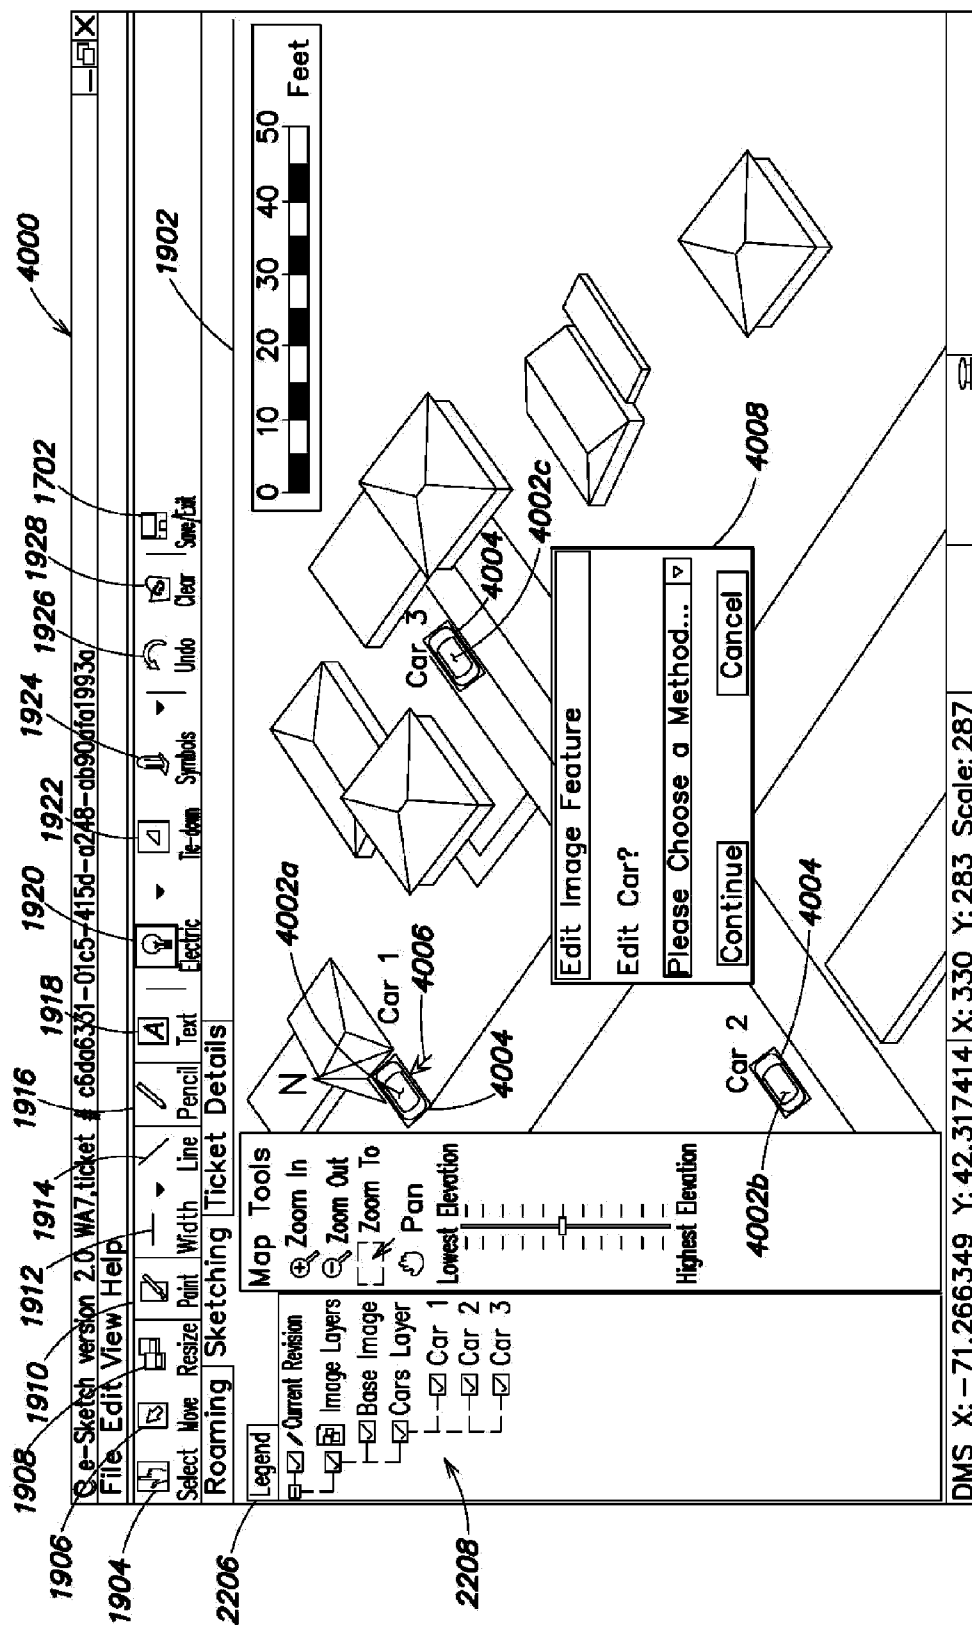 4000
e-Sketch version 2.0 WA7.ticket # c6da6331-01c5-415d-a248-ab90afa1993a
File Edit View Help
1904
1906
1908
1910
1912
1914
1916
1918
1920
1922
1924
1926
1928
1702
Select Move Resize Paint Width Line Pencil Text Electric Tie-down Symbols Undo Clear Save/Exit
Roaming Sketching Ticket Details
1902
2206
Legend
Current Revision
Image Layers
Base Image
Cars Layer
Car 1
Car 2
Car 3
2208
Map Tools
Zoom In
Zoom Out
Zoom To
Pan
Lowest Elevation
Highest Elevation
N
0 10 20 30 40 50
Feet
4002a
Car 1
4006
4004
Car 3
4004
4002c
Edit Image Feature
Edit Car?
Please Choose a Method...
Continue Cancel
4008
Car 2
4004
4002b
DMS X: -71.266349 Y: 42.317414 X: 330 Y: 283 Scale: 287